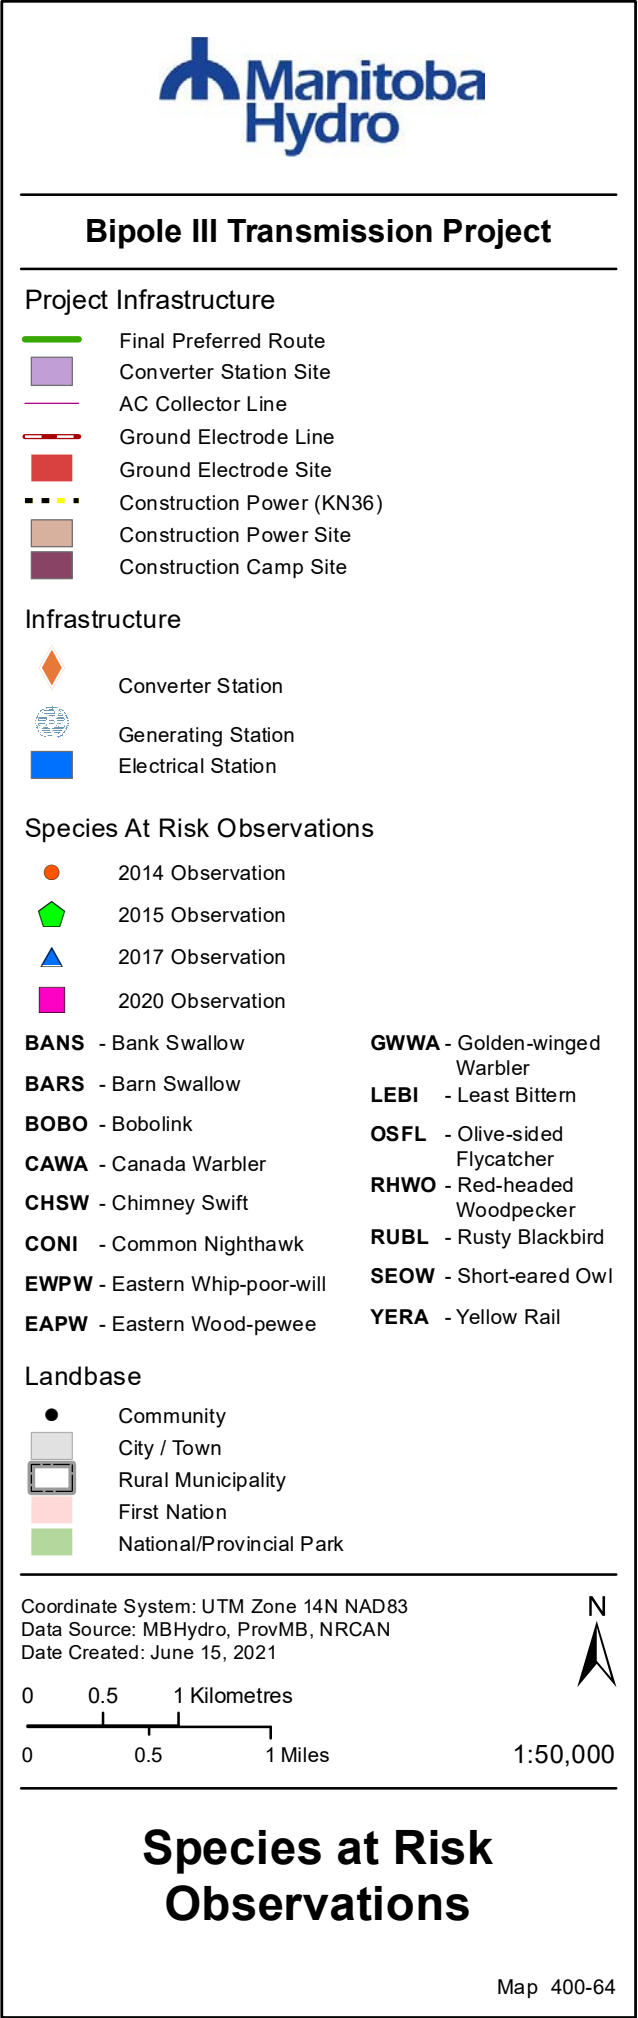 Manitoba
Hydro
Bipole III Transmission Project
Project Infrastructure
Final Preferred Route
Converter Station Site
AC Collector Line
Ground Electrode Line
Ground Electrode Site
Construction Power (KN36)
Construction Power Site
Construction Camp Site
Infrastructure
Converter Station
Generating Station
Electrical Station
Species At Risk Observations
2014 Observation
2015 Observation
2017 Observation
2020 Observation
BANS - Bank Swallow
BARS - Barn Swallow
BOBO - Bobolink
CAWA - Canada Warbler
CHSW - Chimney Swift
CONI - Common Nighthawk
EWPW - Eastern Whip-poor-will
EAPW - Eastern Wood-pewee
GWWA - Golden-winged
Warbler
LEBI - Least Bittern
OSFL - Olive-sided
Flycatcher
RHWO - Red-headed
Woodpecker
RUBL - Rusty Blackbird
SEOW - Short-eared Owl
YERA - Yellow Rail
Landbase
Community
City / Town
Rural Municipality
First Nation
National/Provincial Park
Coordinate System: UTM Zone 14N NAD83
Data Source: MBHydro, ProvMB, NRCAN
Date Created: June 15, 2021
N
0 0.5 1 Kilometres
0 0.5 1 Miles
1:50,000
Species at Risk
Observations
Map 400-64